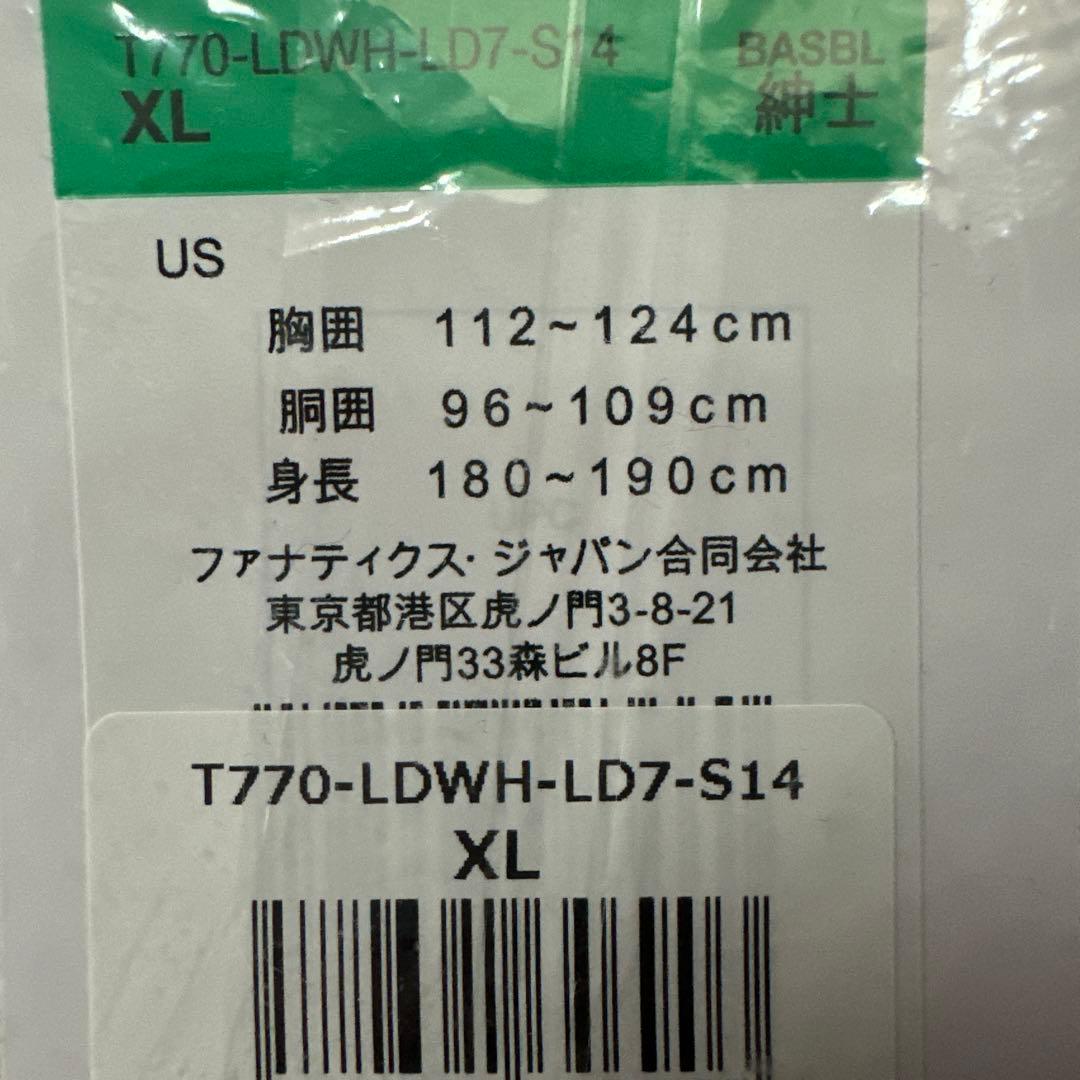 T770-LDWH-LD7-S14 BASBL
XL 紳士
US
胸囲 112~124cm
胴囲 96~109cm
身長 180~190cm
ファナティクス・ジャパン合同会社
東京都港区虎ノ門3-8-21
虎ノ門33森ビル8F
T770-LDWH-LD7-S14
XL